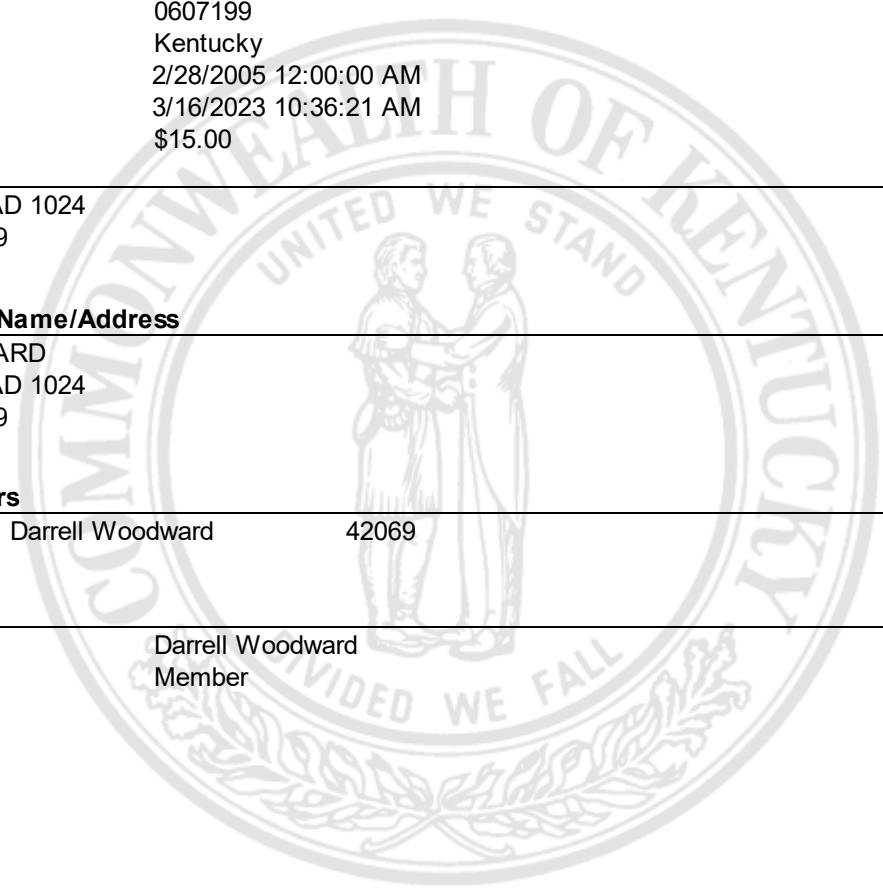 0607199
Kentucky
2/28/2005 12:00:00 AM
3/16/2023 10:36:21 AM
$15.00
AD 1024
9
Name/Address
ARD
AD 1024
9
rs
Darrell Woodward 42069
Darrell Woodward
Member
COMMONWEALTH OF KENTUCKY
UNITED WE STAND
DIVIDED WE FALL